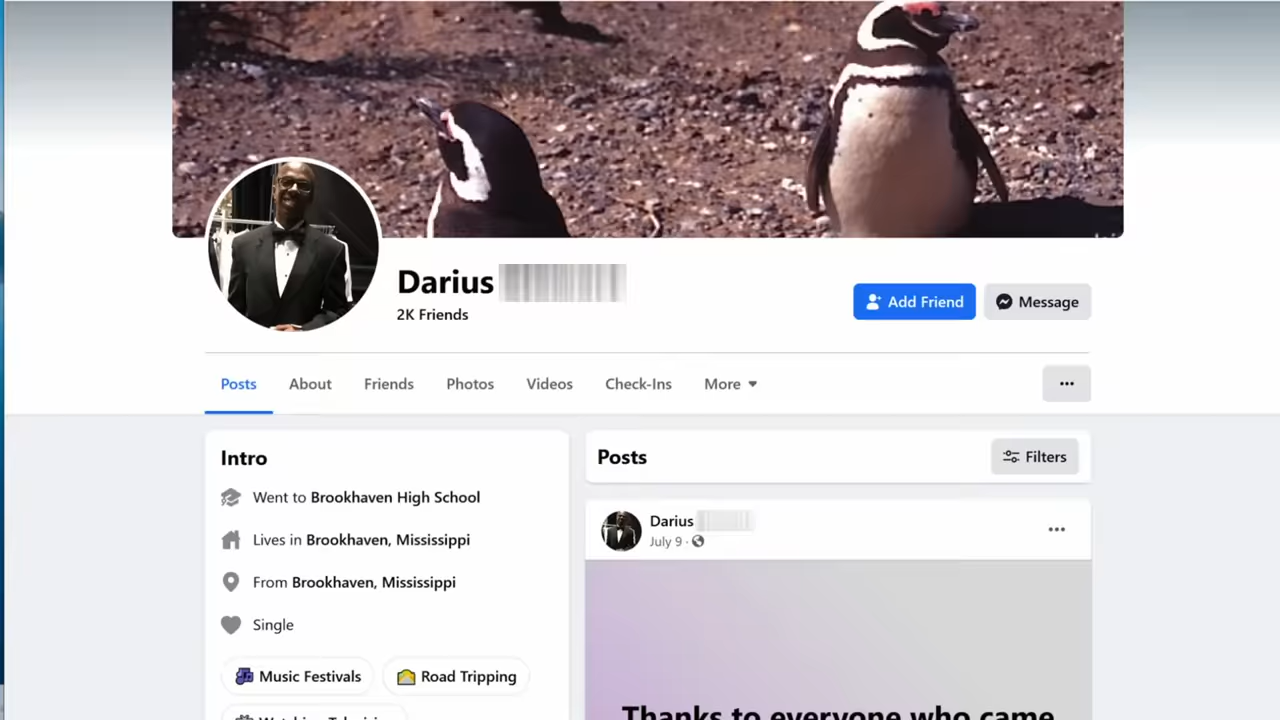 Darius
2K Friends
Add Friend
Message
Posts
About
Friends
Photos
Videos
Check-Ins
More
Intro
Went to Brookhaven High School
Lives in Brookhaven, Mississippi
From Brookhaven, Mississippi
Single
Music Festivals
Road Tripping
Posts
Filters
Darius
July 9 ·
Thanks to everyone who came